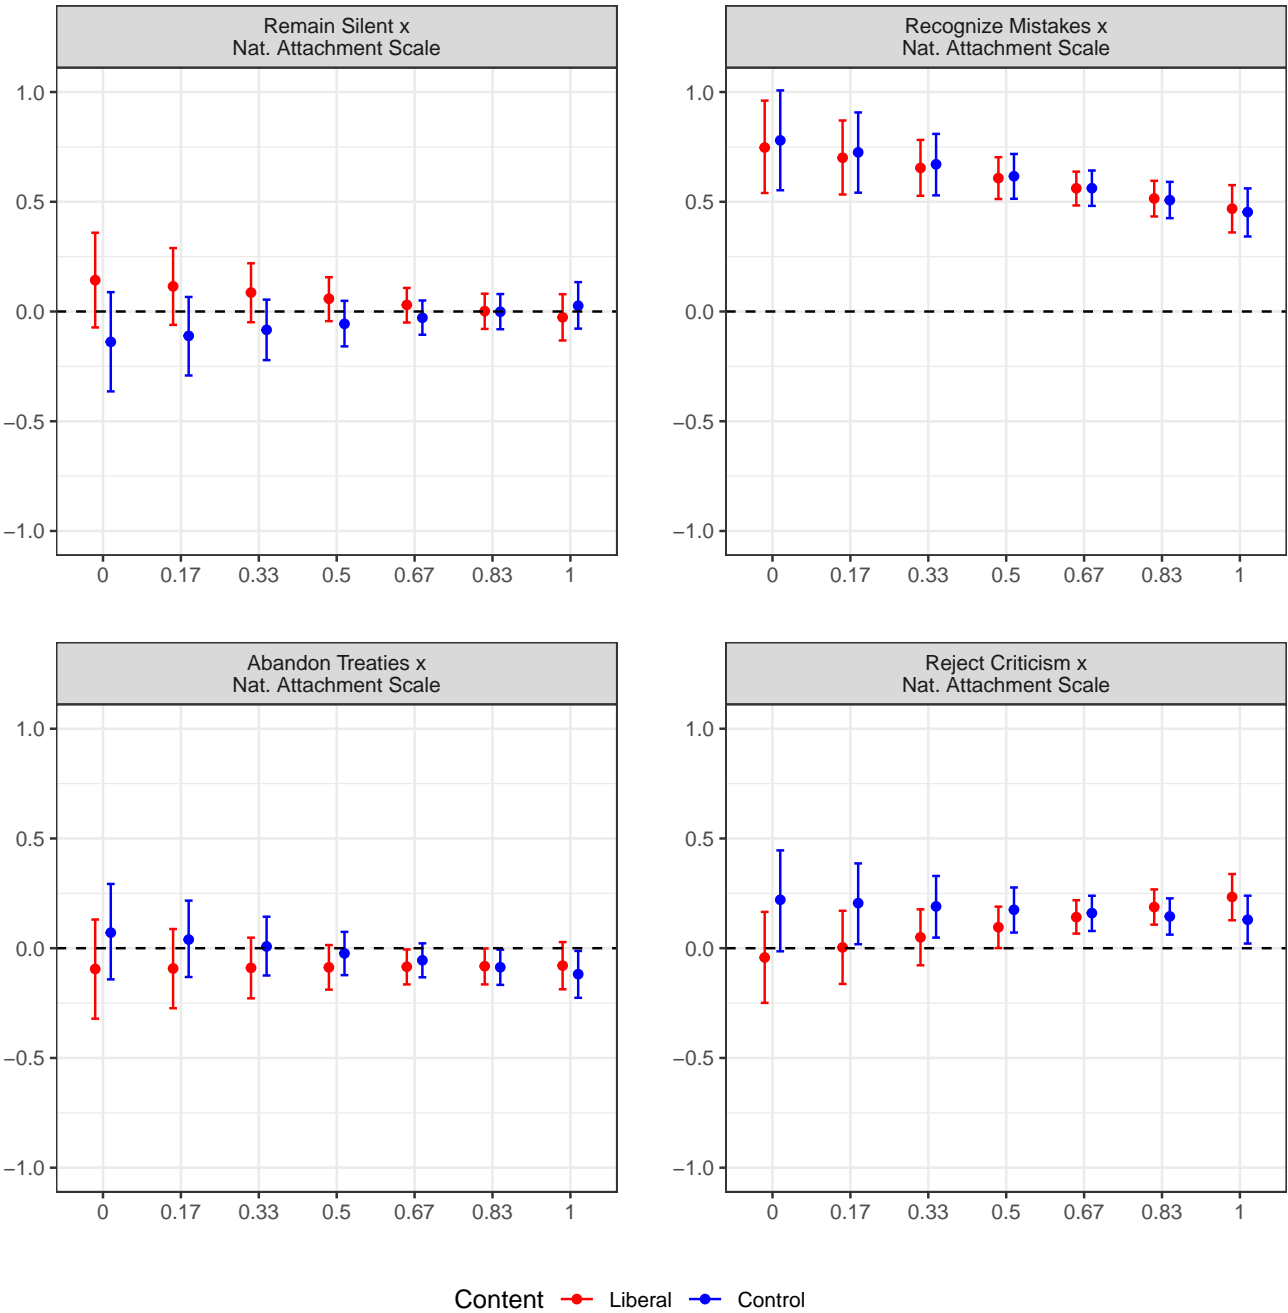 Remain Silent x
Nat. Attachment Scale
1.0
0.5
0.0
−0.5
−1.0
0 0.17 0.33 0.5 0.67 0.83 1
Recognize Mistakes x
Nat. Attachment Scale
1.0
0.5
0.0
−0.5
−1.0
0 0.17 0.33 0.5 0.67 0.83 1
Abandon Treaties x
Nat. Attachment Scale
1.0
0.5
0.0
−0.5
−1.0
0 0.17 0.33 0.5 0.67 0.83 1
Reject Criticism x
Nat. Attachment Scale
1.0
0.5
0.0
−0.5
−1.0
0 0.17 0.33 0.5 0.67 0.83 1
Content Liberal Control